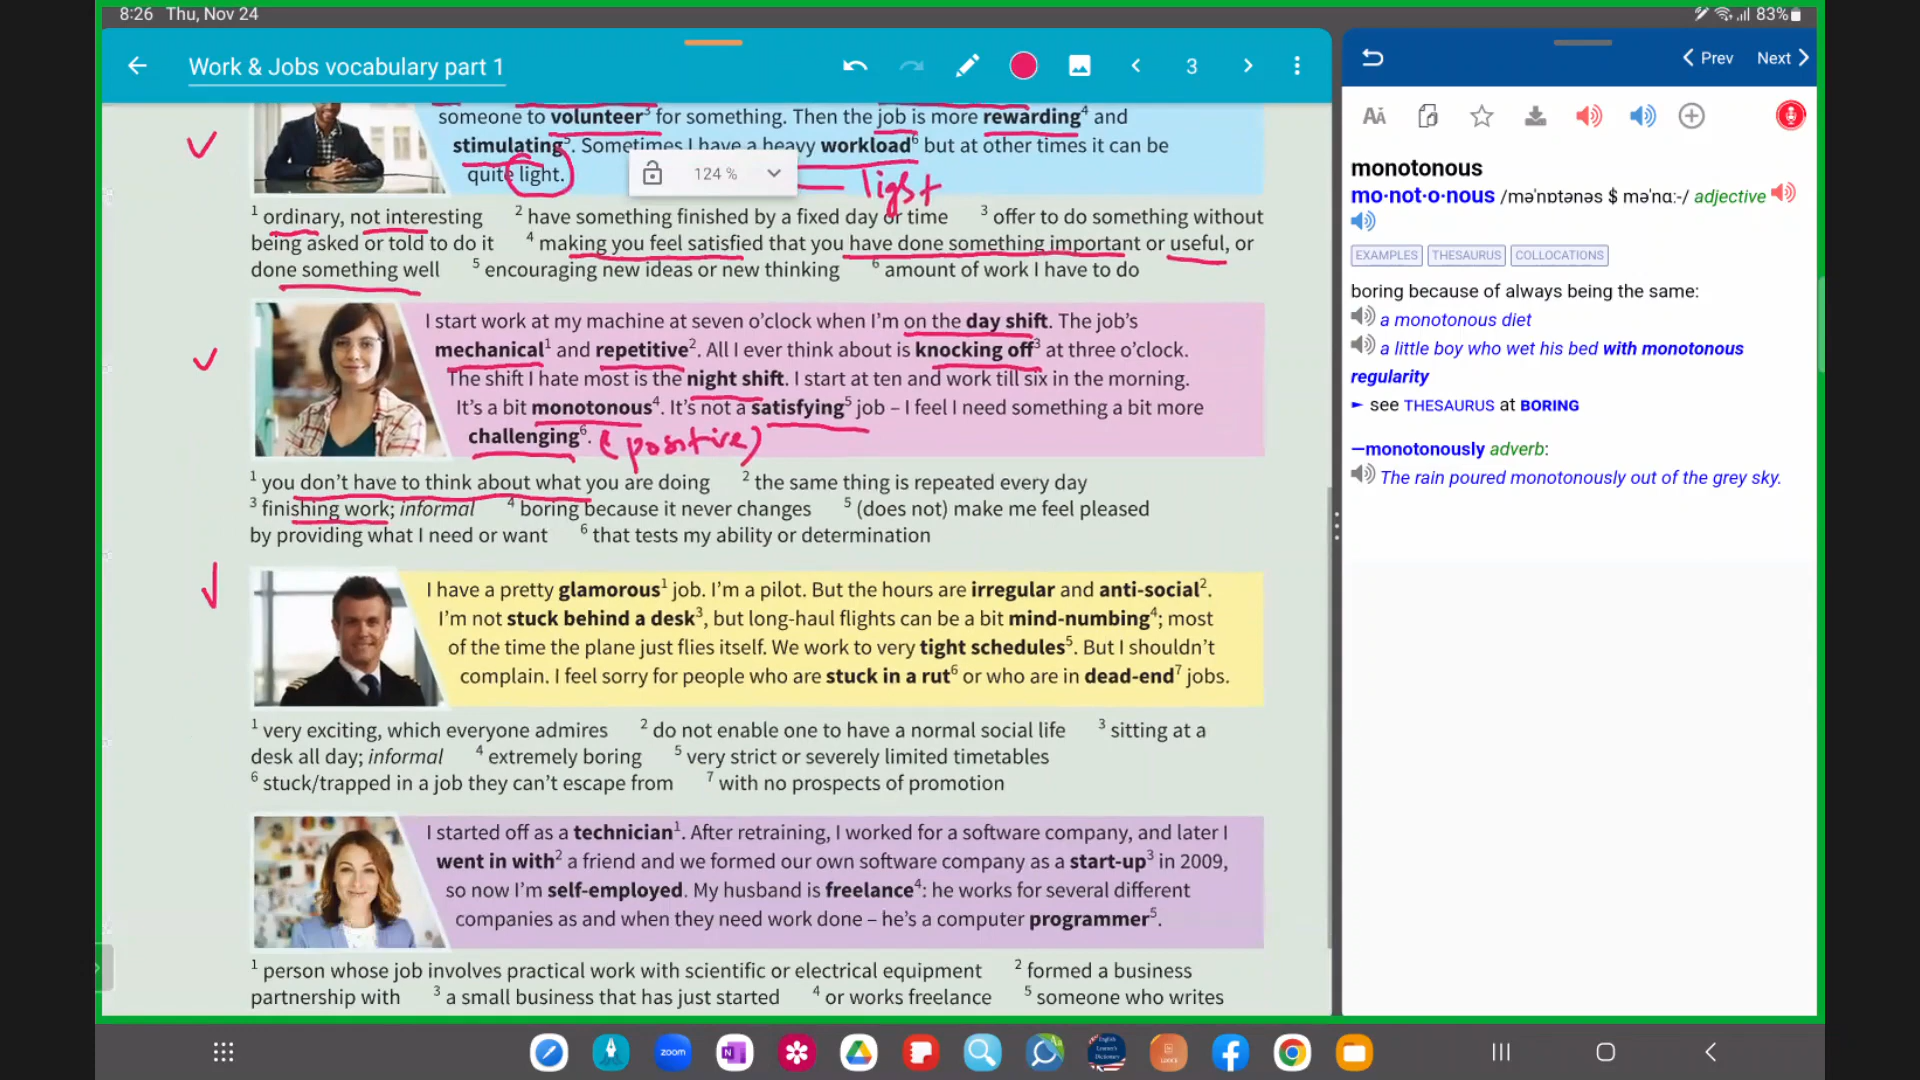 8:26 Thu, Nov 24
83%
Work & Jobs vocabulary part 1
3
someone to volunteer3 for something. Then the job is more rewarding4 and
stimulating5. Sometimes I have a heavy workload6 but at other times it can be
quite light.
124 %
light
1 ordinary, not interesting 2 have something finished by a fixed day or time 3 offer to do something without
being asked or told to do it 4 making you feel satisfied that you have done something important or useful, or
done something well 5 encouraging new ideas or new thinking 6 amount of work I have to do
I start work at my machine at seven o'clock when I'm on the day shift. The job's
mechanical1 and repetitive2. All I ever think about is knocking off3 at three o'clock.
The shift I hate most is the night shift. I start at ten and work till six in the morning.
It's a bit monotonous4. It's not a satisfying5 job – I feel I need something a bit more
challenging6. (positive)
1 you don't have to think about what you are doing 2 the same thing is repeated every day
3 finishing work; informal 4 boring because it never changes 5 (does not) make me feel pleased
by providing what I need or want 6 that tests my ability or determination
I have a pretty glamorous1 job. I'm a pilot. But the hours are irregular and anti-social2.
I'm not stuck behind a desk3, but long-haul flights can be a bit mind-numbing4; most
of the time the plane just flies itself. We work to very tight schedules5. But I shouldn't
complain. I feel sorry for people who are stuck in a rut6 or who are in dead-end7 jobs.
1 very exciting, which everyone admires 2 do not enable one to have a normal social life 3 sitting at a
desk all day; informal 4 extremely boring 5 very strict or severely limited timetables
6 stuck/trapped in a job they can't escape from 7 with no prospects of promotion
I started off as a technician1. After retraining, I worked for a software company, and later I
went in with2 a friend and we formed our own software company as a start-up3 in 2009,
so now I'm self-employed. My husband is freelance4: he works for several different
companies as and when they need work done – he's a computer programmer5.
1 person whose job involves practical work with scientific or electrical equipment 2 formed a business
partnership with 3 a small business that has just started 4 or works freelance 5 someone who writes
Prev Next
monotonous
mo·not·o·nous /məˈnɒtənəs $ məˈnɑː-/ adjective
EXAMPLES THESAURUS COLLOCATIONS
boring because of always being the same:
a monotonous diet
a little boy who wet his bed with monotonous
regularity
► see THESAURUS at BORING
—monotonously adverb:
The rain poured monotonously out of the grey sky.
zoom